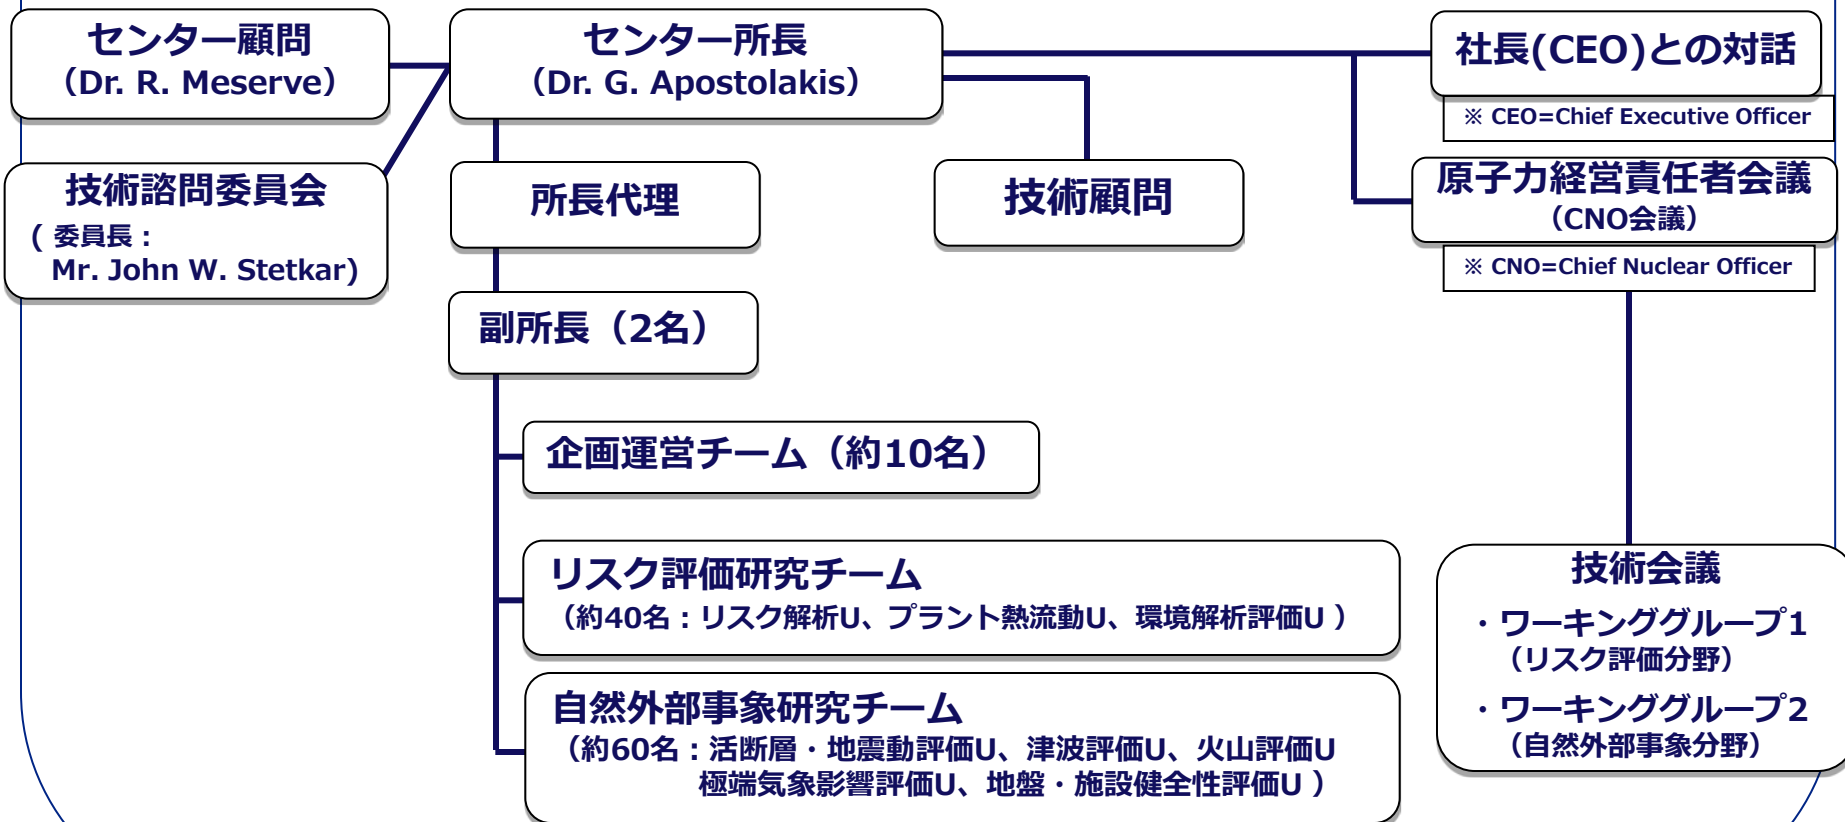 センター顧問
（Dr. R. Meserve）
センター所長
（Dr. G. Apostolakis）
社長(CEO)との対話
※ CEO=Chief Executive Officer
技術諮問委員会
( 委員長：
Mr. John W. Stetkar)
所長代理
技術顧問
原子力経営責任者会議
（CNO会議）
※ CNO=Chief Nuclear Officer
副所長（2名）
企画運営チーム（約10名）
リスク評価研究チーム
（約40名：リスク解析U、プラント熱流動U、環境解析評価U ）
自然外部事象研究チーム
（約60名：活断層・地震動評価U、津波評価U、火山評価U
極端気象影響評価U、地盤・施設健全性評価U ）
技術会議
・ワーキンググループ1
（リスク評価分野）
・ワーキンググループ2
（自然外部事象分野）